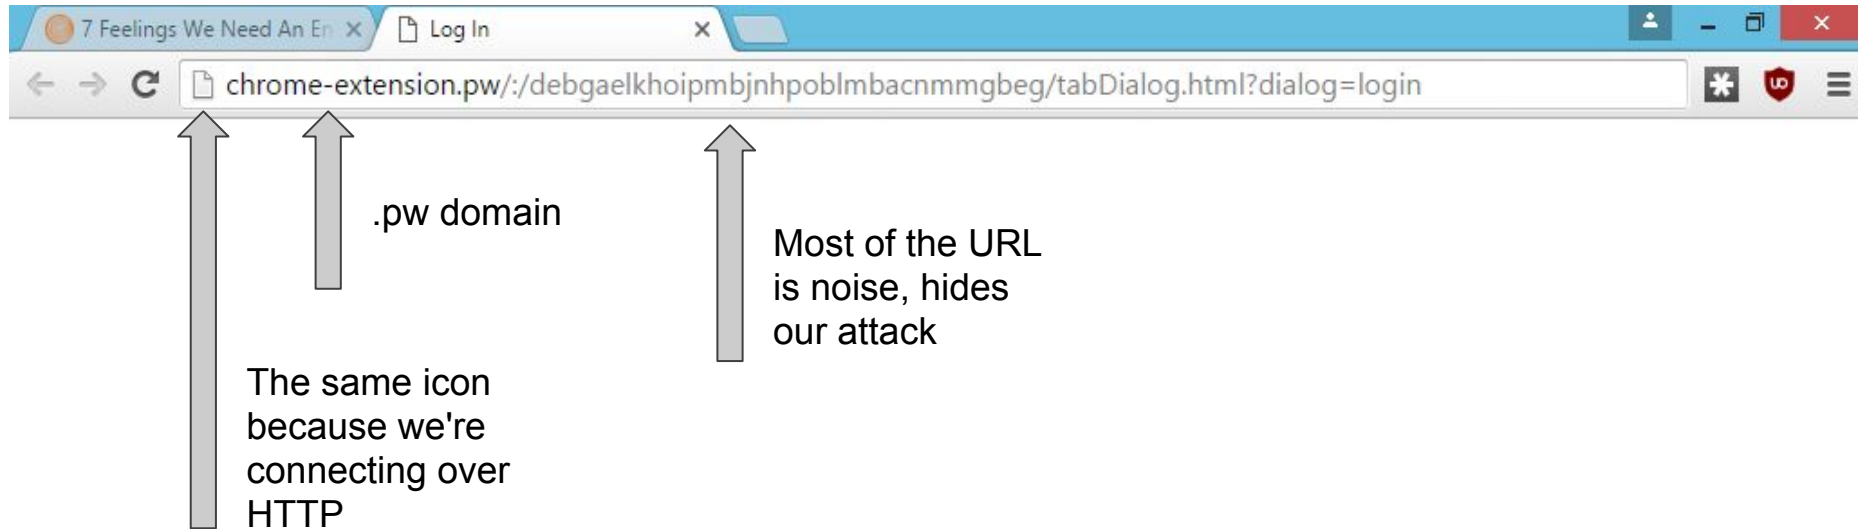 7 Feelings We Need An En
Log In
chrome-extension.pw/:/debgaelkhoipmbjnhpoblmbacnmmgbeg/tabDialog.html?dialog=login
.pw domain
Most of the URL
is noise, hides
our attack
The same icon
because we're
connecting over
HTTP